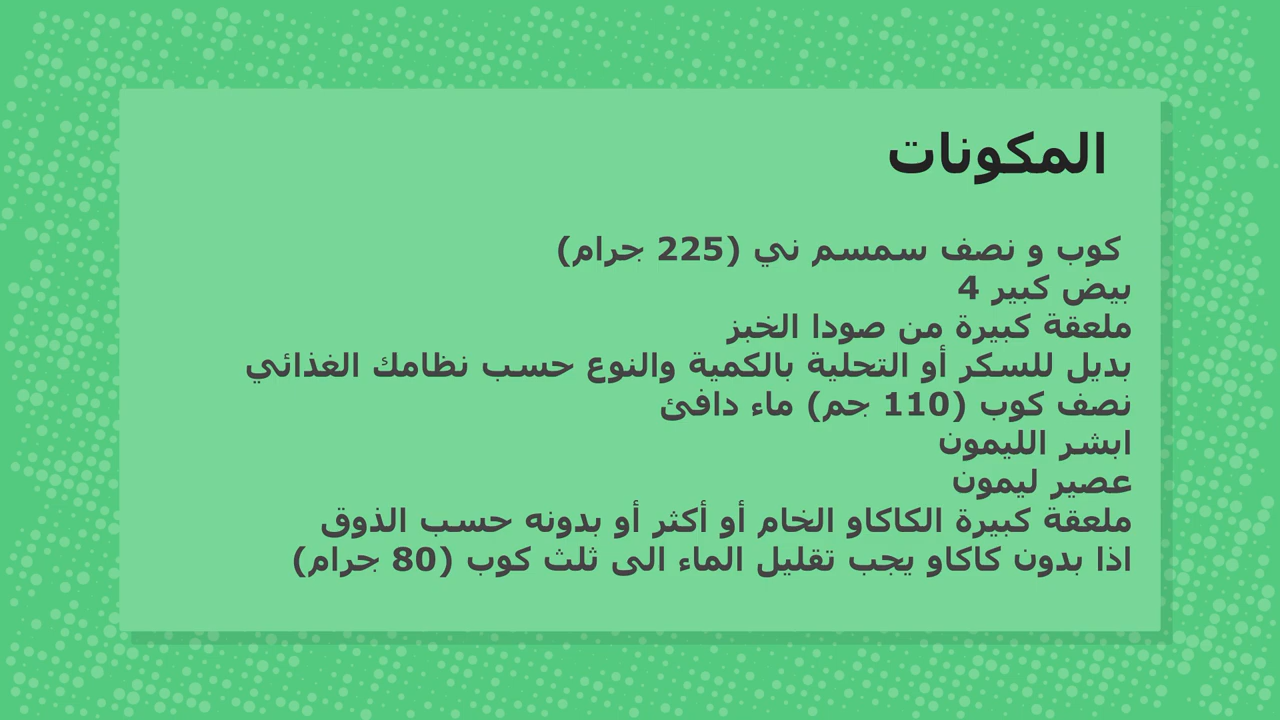 المكونات
كوب و نصف سمسم ني (225 جرام)
بيض كبير 4
ملعقة كبيرة من صودا الخبز
بديل للسكر أو التحلية بالكمية والنوع حسب نظامك الغذائي
نصف كوب (110 جم) ماء دافئ
ابشر الليمون
عصير ليمون
ملعقة كبيرة الكاكاو الخام أو أكثر أو بدونه حسب الذوق
اذا بدون كاكاو يجب تقليل الماء الى ثلث كوب (80 جرام)